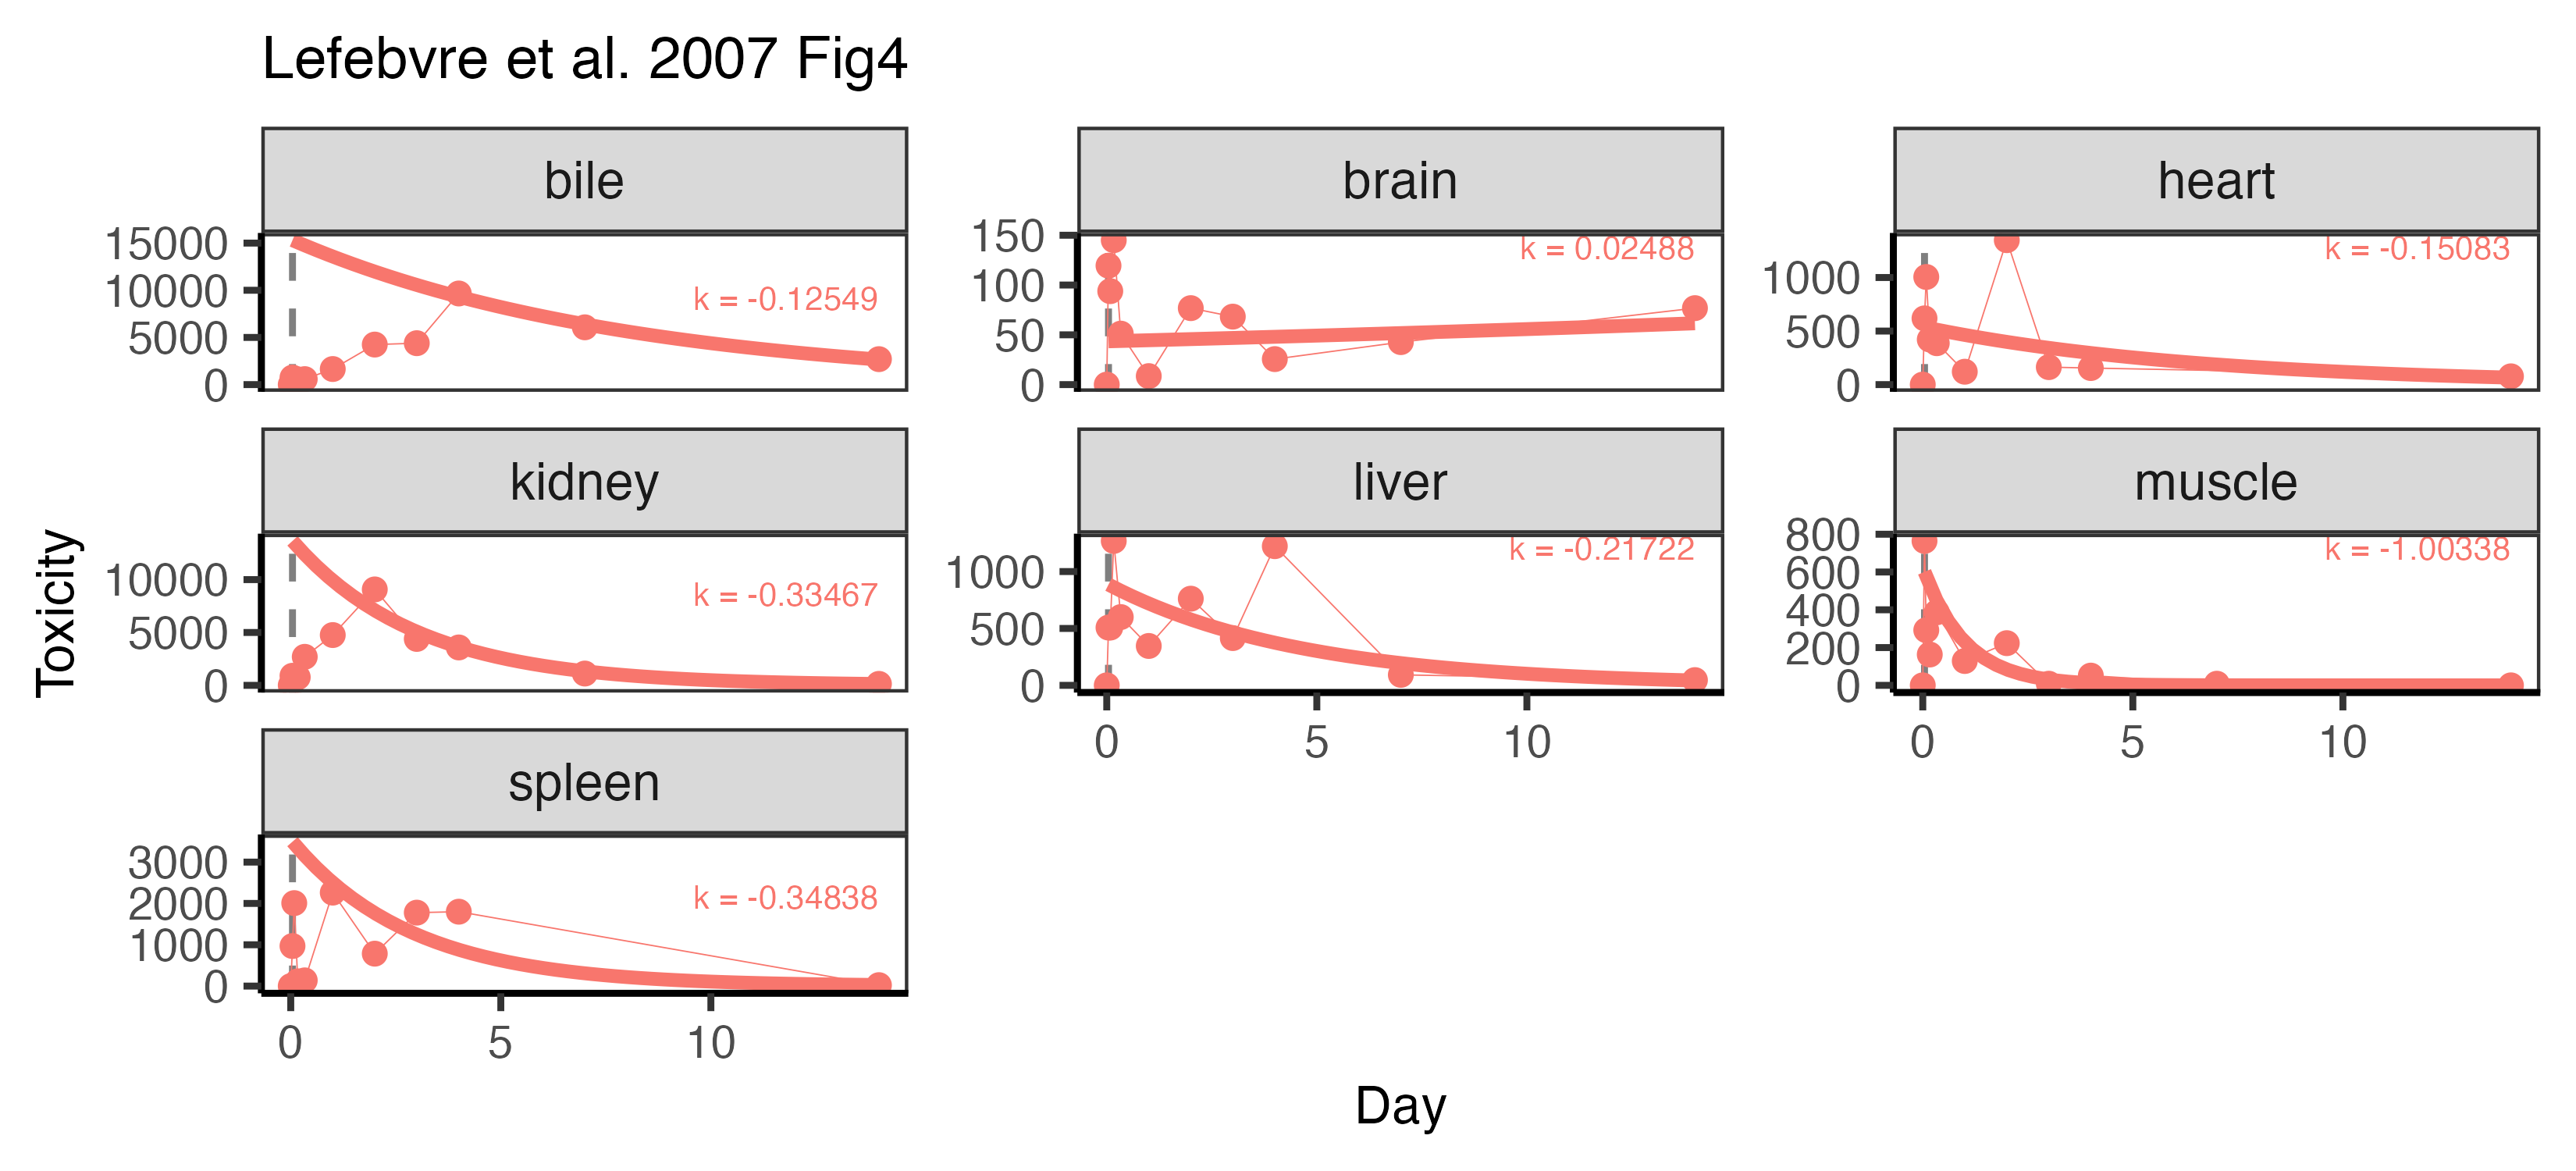 Lefebvre et al. 2007 Fig4
bile
brain
heart
15000
10000
5000
0
k = -0.12549
150
100
50
0
k = 0.02488
1000
500
0
k = -0.15083
kidney
liver
muscle
10000
5000
0
k = -0.33467
1000
500
0
k = -0.21722
0
5
10
800
600
400
200
0
k = -1.00338
0
5
10
spleen
3000
2000
1000
0
k = -0.34838
0
5
10
Toxicity
Day